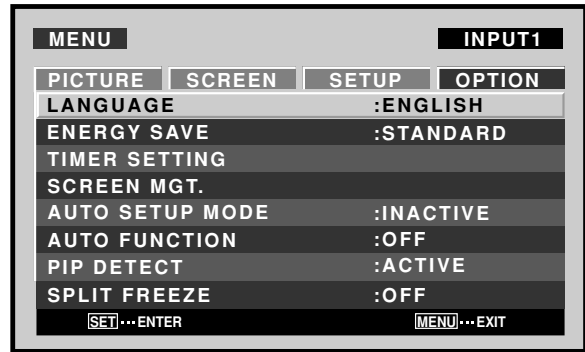 MENU INPUT1
PICTURE SCREEN SETUP OPTION
LANGUAGE :ENGLISH
ENERGY SAVE :STANDARD
TIMER SETTING
SCREEN MGT.
AUTO SETUP MODE :INACTIVE
AUTO FUNCTION :OFF
PIP DETECT :ACTIVE
SPLIT FREEZE :OFF
SET···ENTER MENU···EXIT